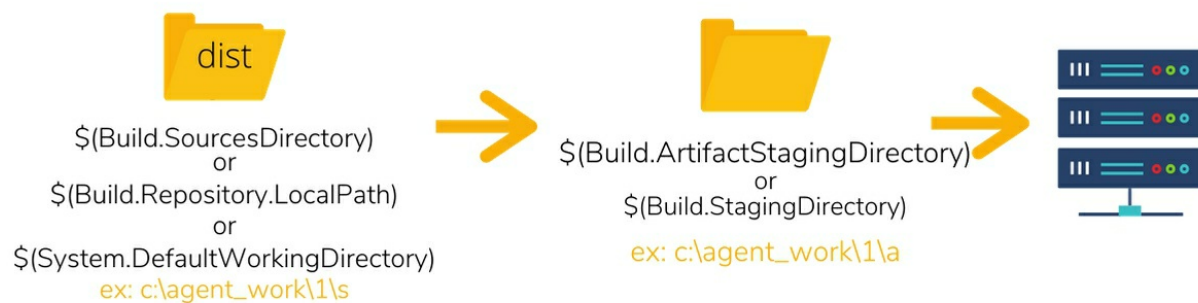 dist
$(Build.SourcesDirectory)
or
$(Build.Repository.LocalPath)
or
$(System.DefaultWorkingDirectory)
ex: c:\agent_work\1\s
$(Build.ArtifactStagingDirectory)
or
$(Build.StagingDirectory)
ex: c:\agent_work\1\a